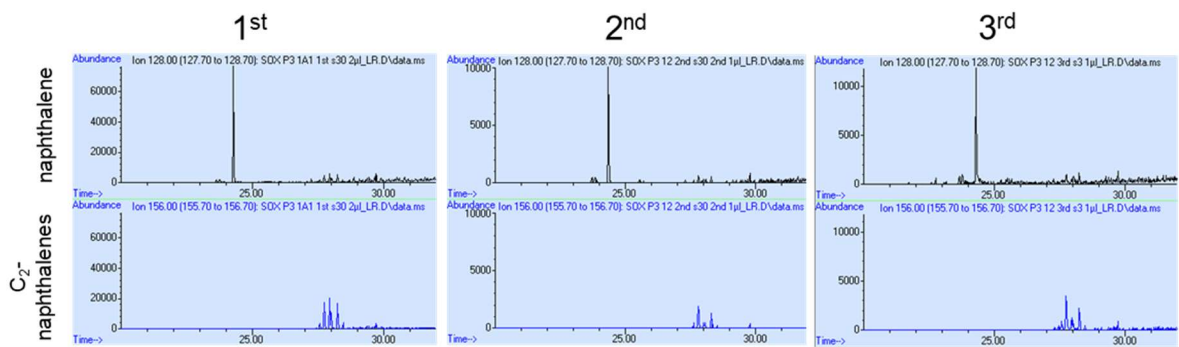 1st 2nd 3rd
naphthalene
Abundance Ion 128.00 (127.70 to 128.70): SOX P3 1A1 1st s30 2µl_LR.D\data.ms
60000
40000
20000
0
25.00 30.00
Time-->
Abundance Ion 128.00 (127.70 to 128.70): SOX P3 12 2nd s30 2nd 1µl_LR.D\data.ms
10000
5000
0
25.00 30.00
Time-->
Abundance Ion 128.00 (127.70 to 128.70): SOX P3 12 3rd s3 1µl_LR.D\data.ms
10000
5000
0
25.00 30.00
Time-->
C2-
naphthalenes
Abundance Ion 156.00 (155.70 to 156.70): SOX P3 1A1 1st s30 2µl_LR.D\data.ms
60000
40000
20000
0
25.00 30.00
Time-->
Abundance Ion 156.00 (155.70 to 156.70): SOX P3 12 2nd s30 2nd 1µl_LR.D\data.ms
10000
5000
0
25.00 30.00
Time-->
Abundance Ion 156.00 (155.70 to 156.70): SOX P3 12 3rd s3 1µl_LR.D\data.ms
10000
5000
0
25.00 30.00
Time-->